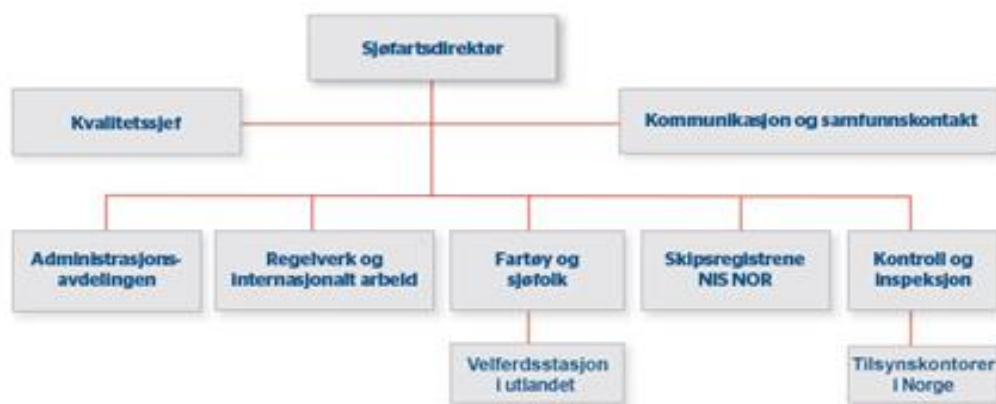 Sjøfartsdirektør
Kvalitetssjef
Kommunikasjon og samfunnskontakt
Administrasjons-
avdelingen
Regelverk og
internasjonalt arbeid
Fartøy og
sjøfolk
Skipsregistrene
NIS NOR
Kontroll og
inspeksjon
Velferdsstasjon
i utlandet
Tilsynskontorer
i Norge